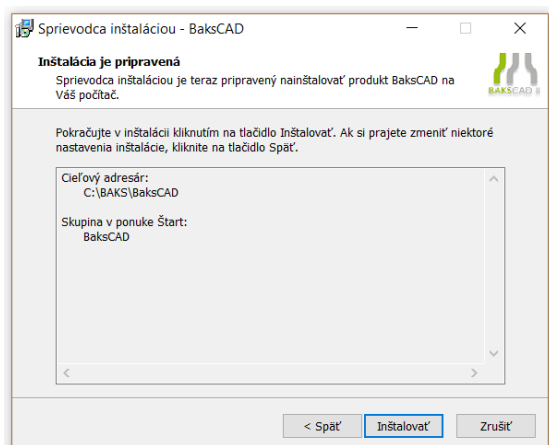 Sprievodca inštaláciou - BaksCAD
Inštalácia je pripravená
Sprievodca inštaláciou je teraz pripravený nainštalovať produkt BaksCAD na
Váš počítač.
BAKSCAD II
Pokračujte v inštalácii kliknutím na tlačidlo Inštalovať. Ak si prajete zmeniť niektoré
nastavenia inštalácie, kliknite na tlačidlo Späť.
Cieľový adresár:
C:\BAKS\BaksCAD
Skupina v ponuke Štart:
BaksCAD
< Späť
Inštalovať
Zrušiť